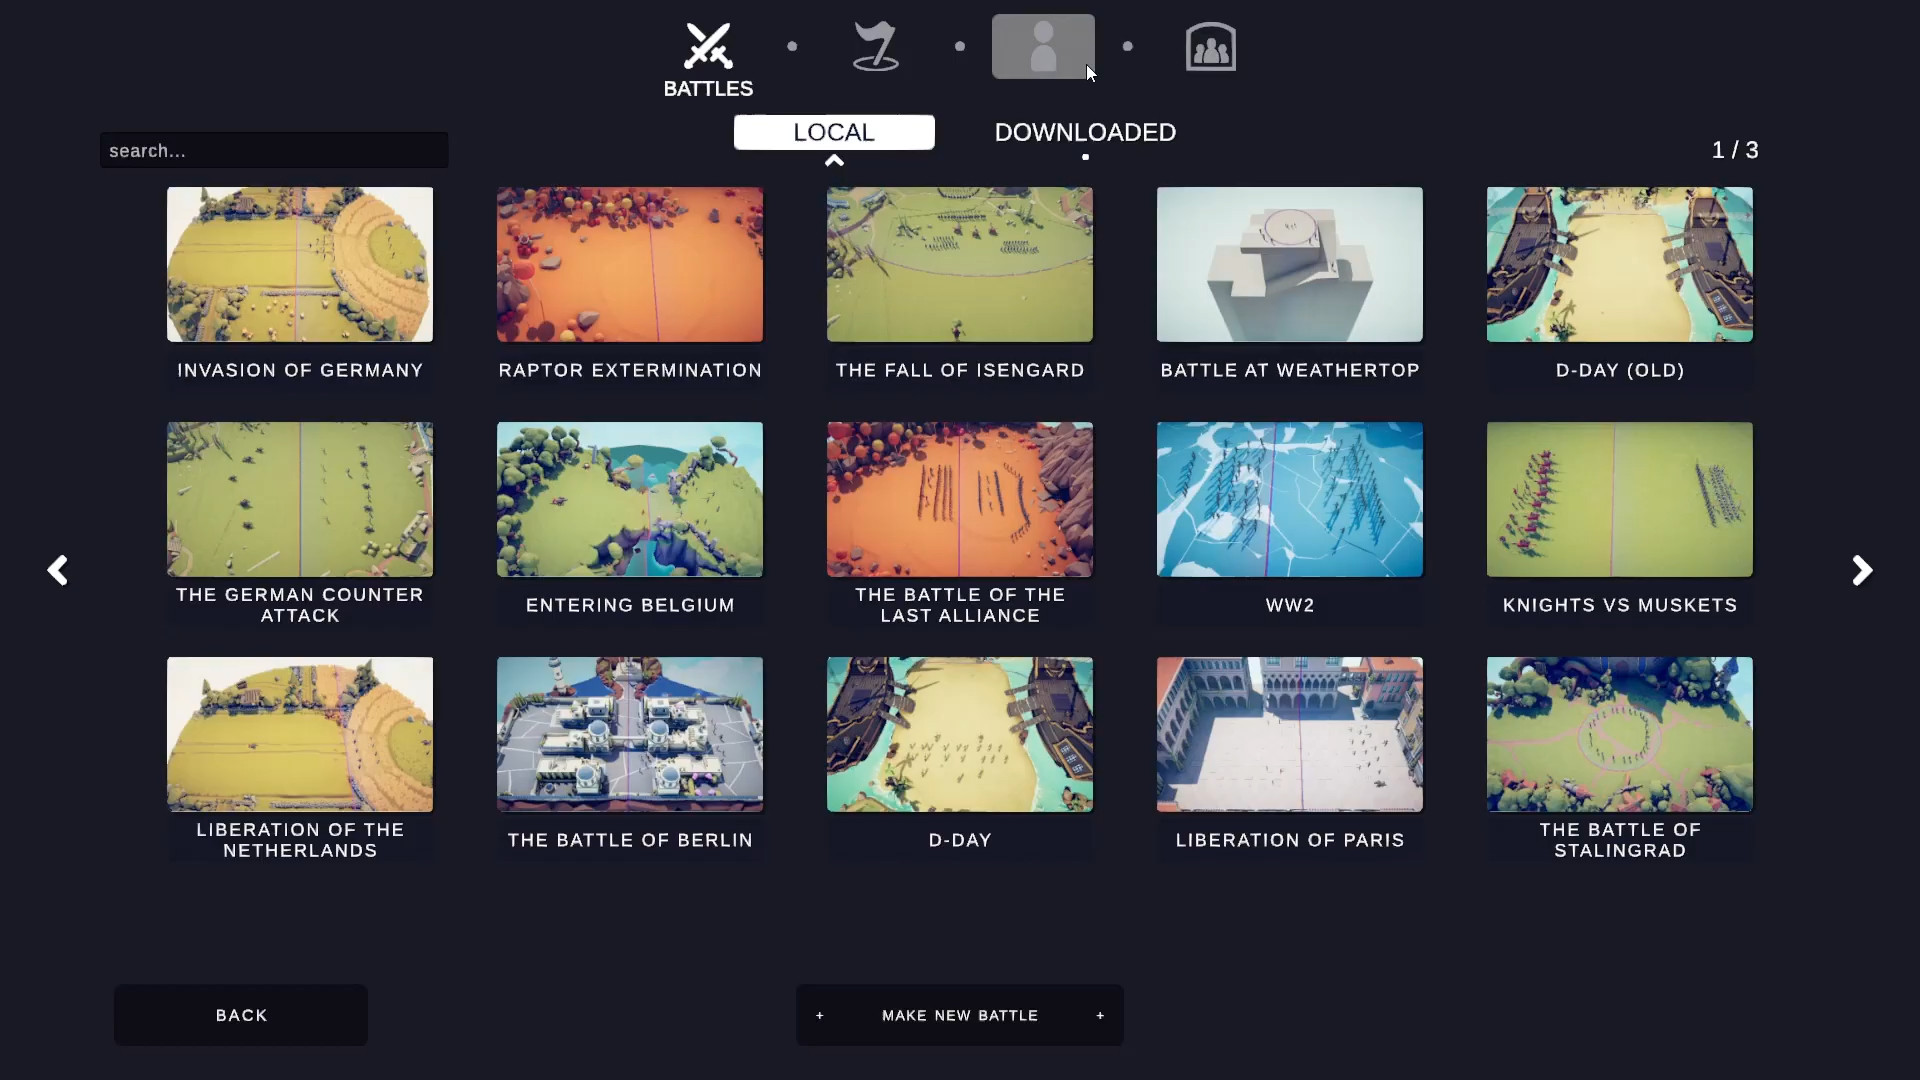 BATTLES
LOCAL
DOWNLOADED
search...
1 / 3
INVASION OF GERMANY
RAPTOR EXTERMINATION
THE FALL OF ISENGARD
BATTLE AT WEATHERTOP
D-DAY (OLD)
THE GERMAN COUNTER
ATTACK
ENTERING BELGIUM
THE BATTLE OF THE
LAST ALLIANCE
WW2
KNIGHTS VS MUSKETS
LIBERATION OF THE
NETHERLANDS
THE BATTLE OF BERLIN
D-DAY
LIBERATION OF PARIS
THE BATTLE OF
STALINGRAD
BACK
+ MAKE NEW BATTLE +